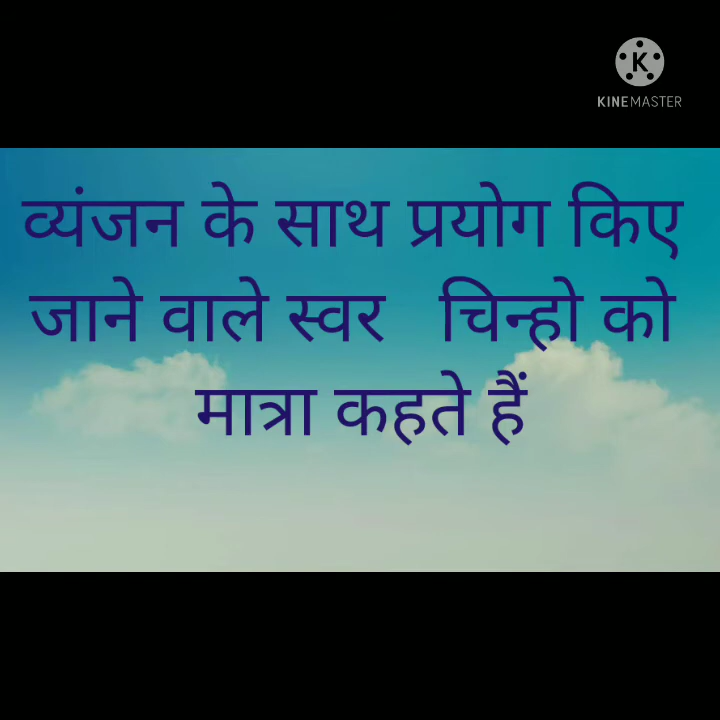 KINEMASTER
व्यंजन के साथ प्रयोग किए
जाने वाले स्वर चिन्हो को
मात्रा कहते हैं